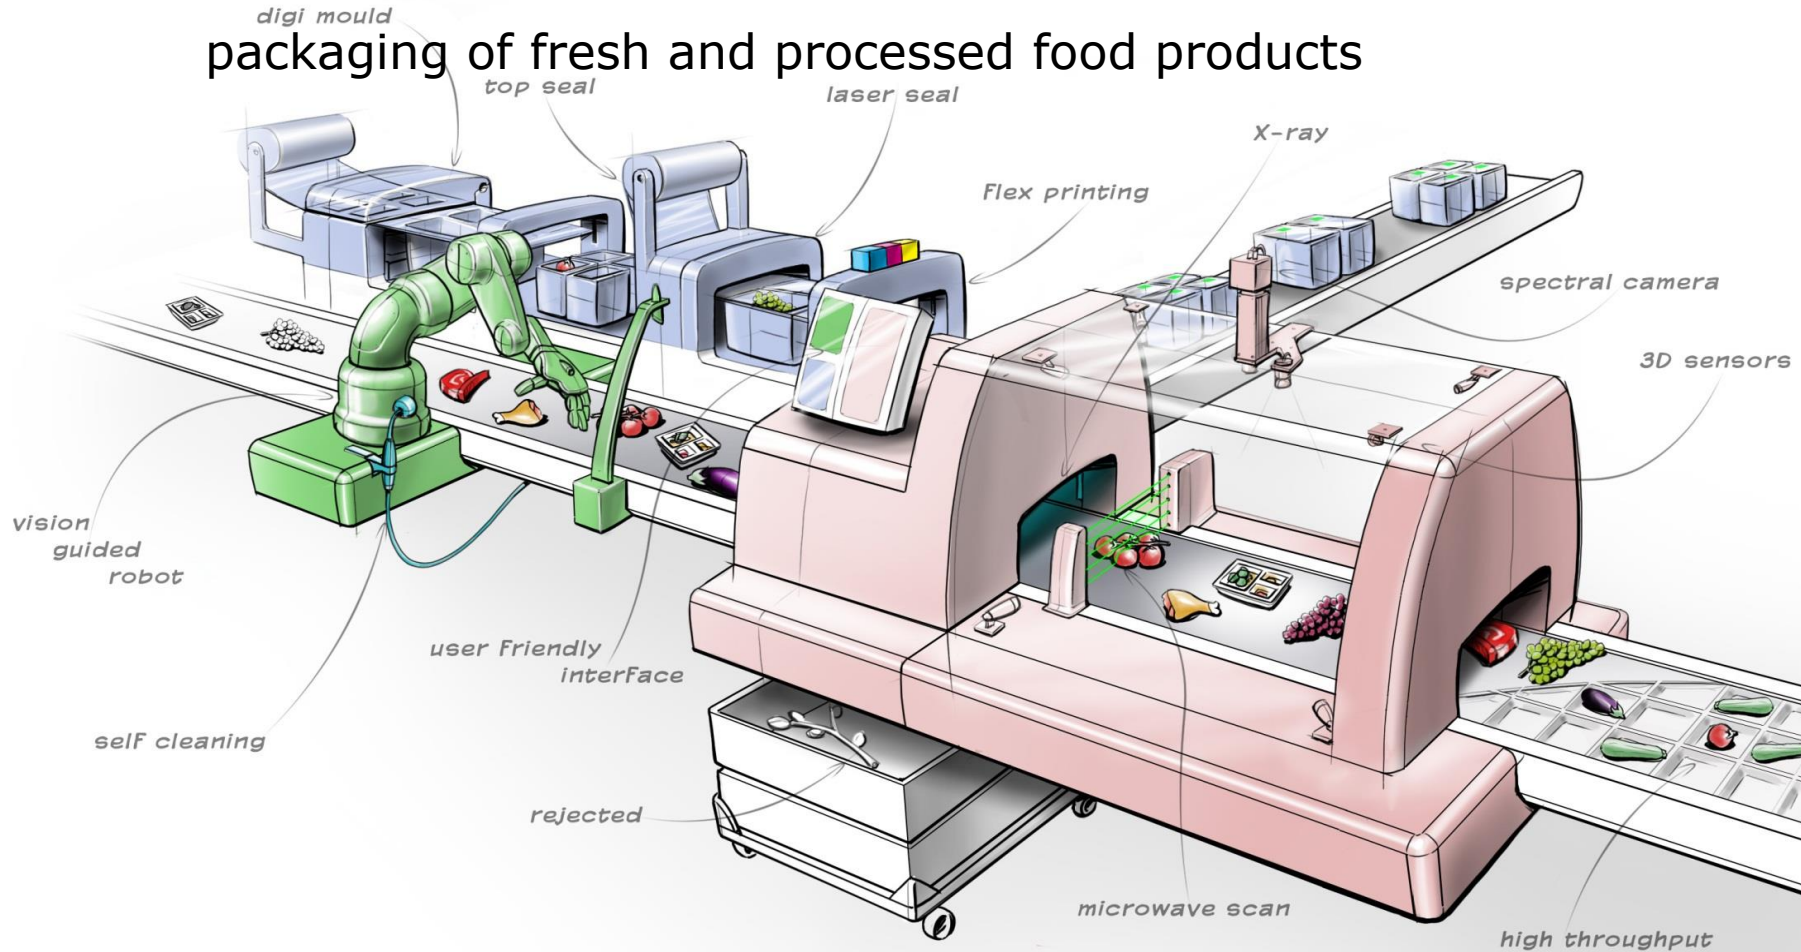 digi mould
packaging of fresh and processed food products
top seal
laser seal
X-ray
flex printing
spectral camera
3D sensors
vision
guided
robot
user friendly
interface
self cleaning
rejected
microwave scan
high throughput